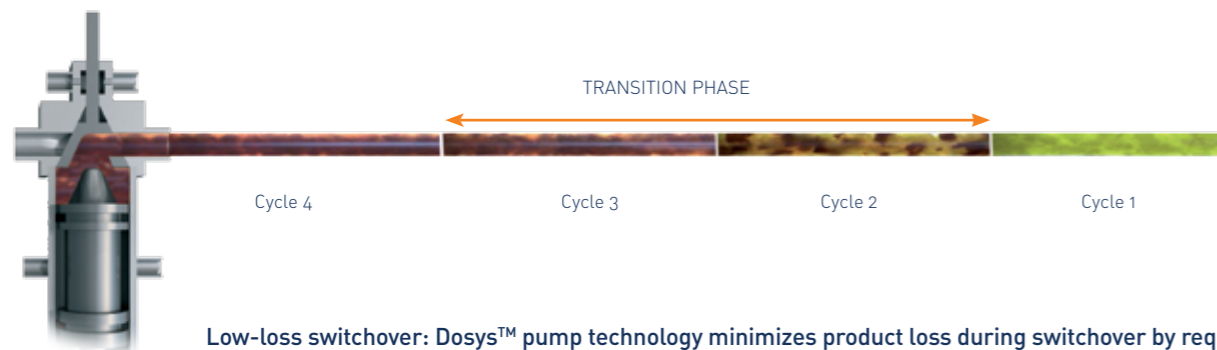 TRANSITION PHASE
Cycle 4 Cycle 3 Cycle 2 Cycle 1
Low-loss switchover: Dosys™ pump technology minimizes product loss during switchover by req